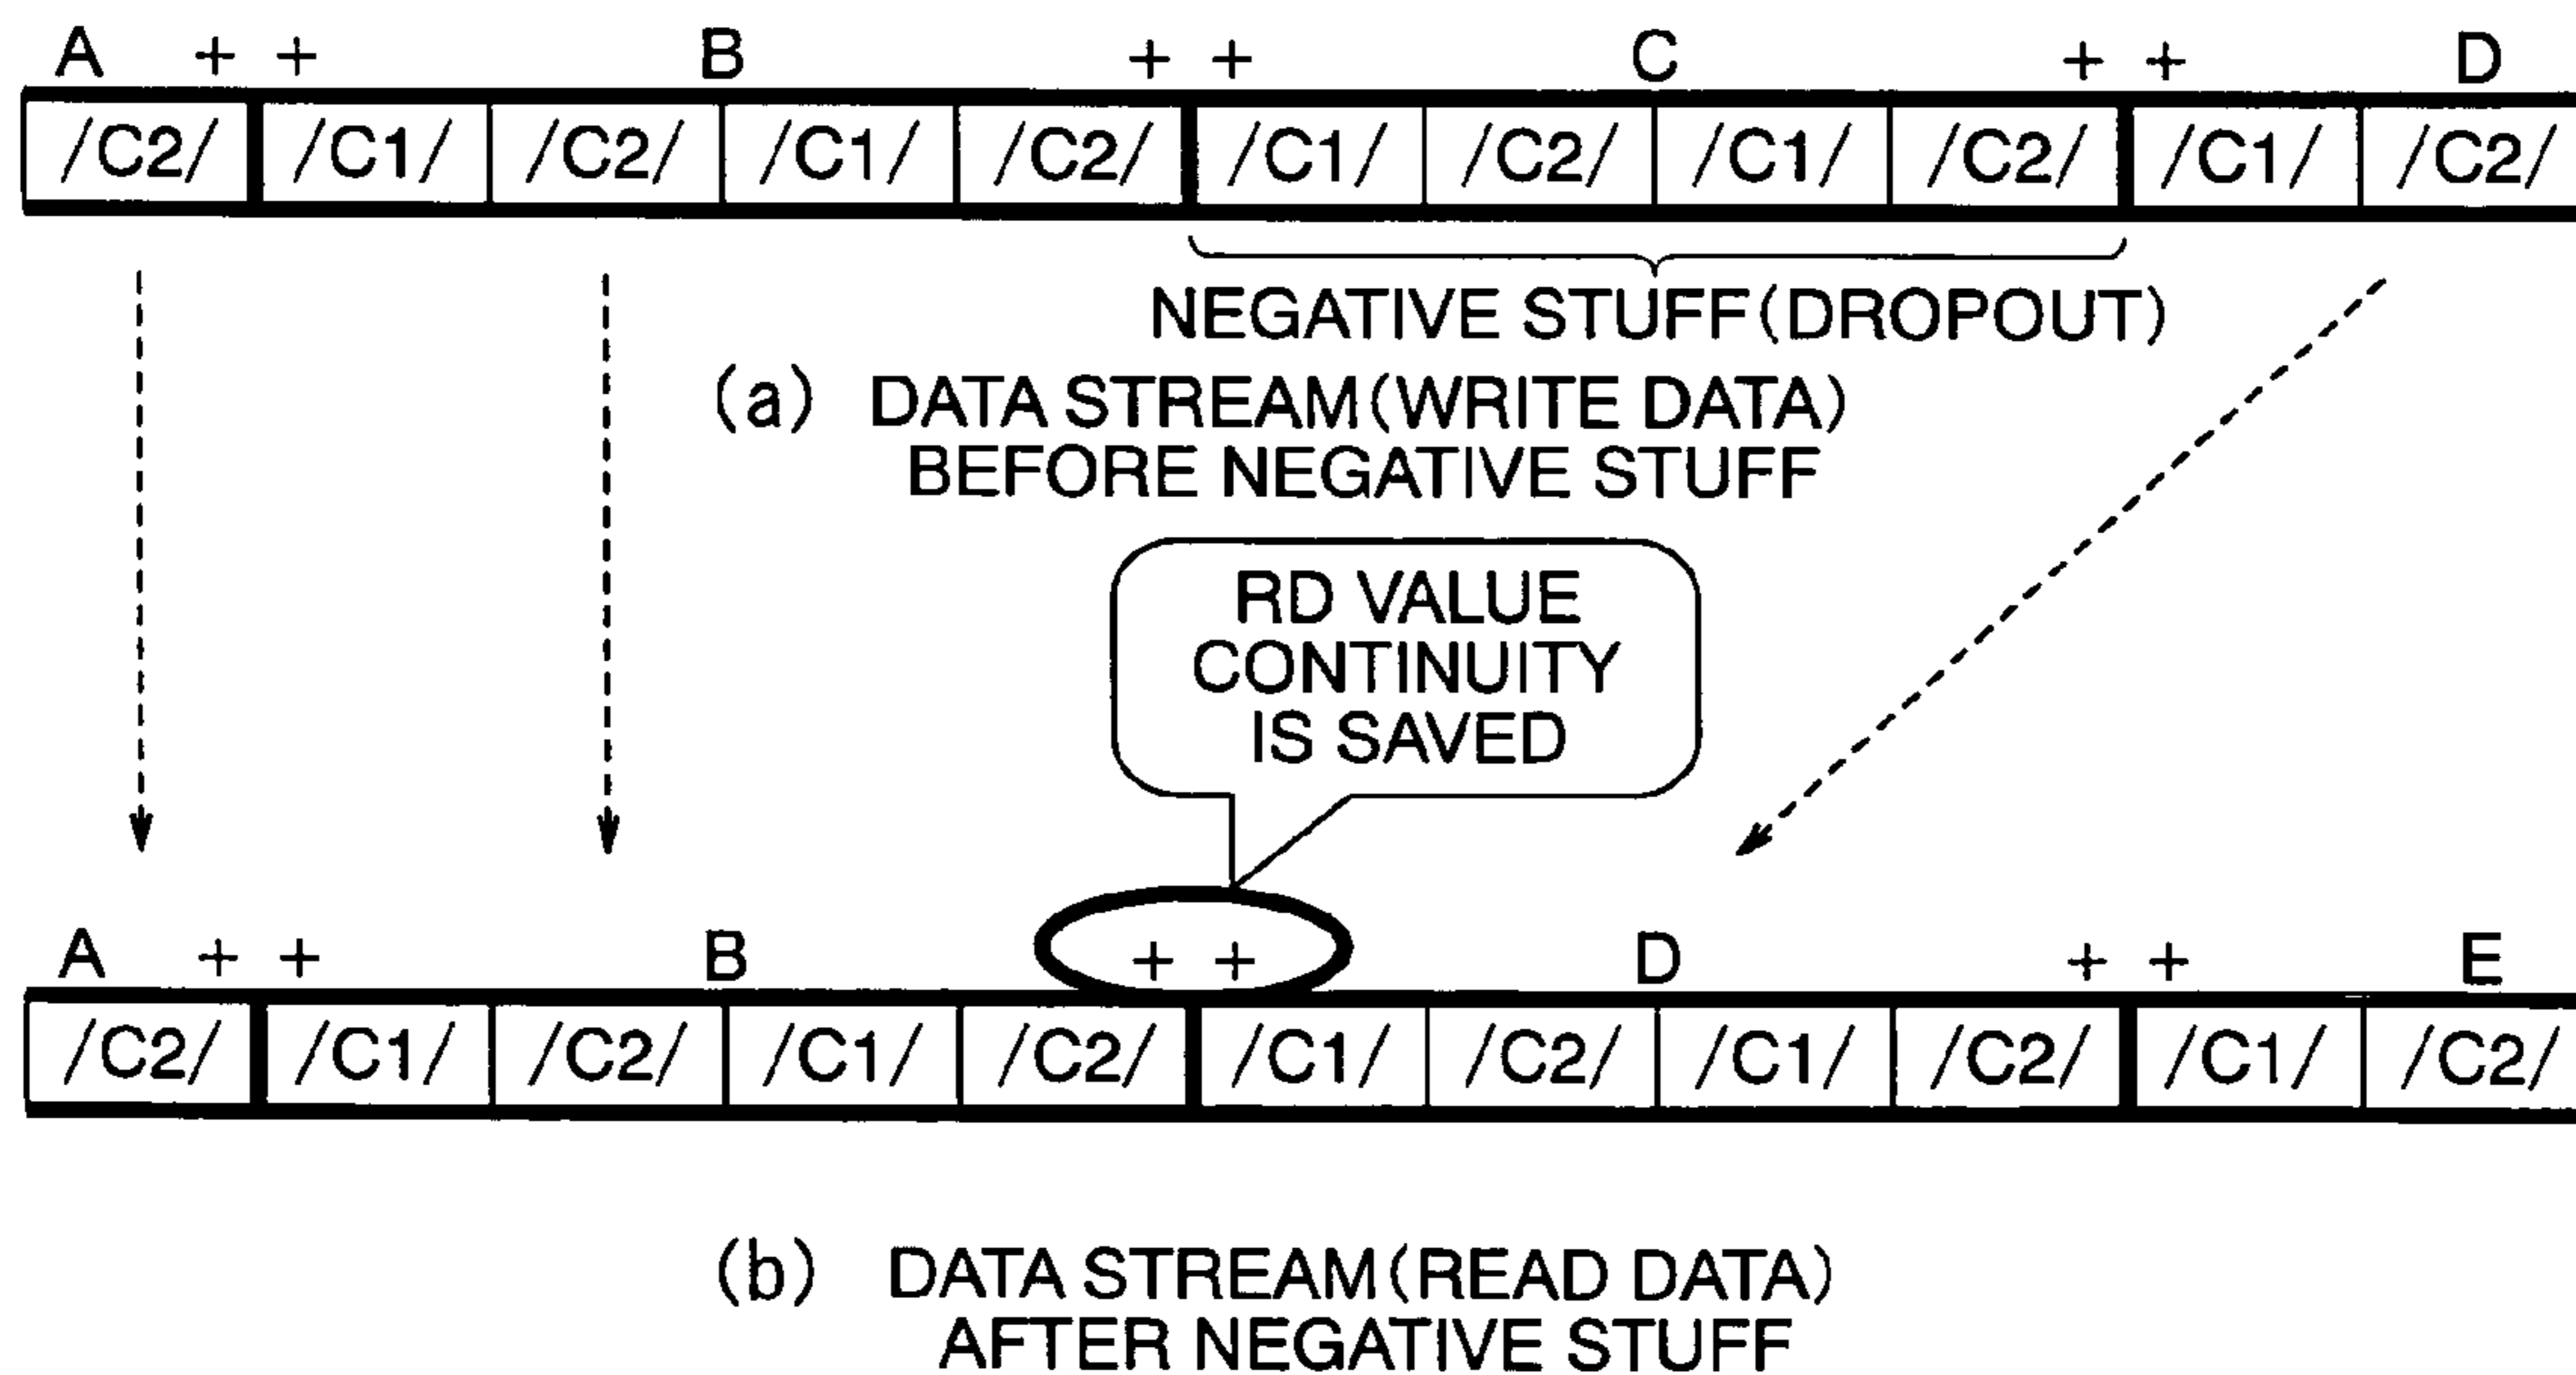 A + + B + + C + + D
/C2/ /C1/ /C2/ /C1/ /C2/ /C1/ /C2/ /C1/ /C2/ /C1/ /C2/
NEGATIVE STUFF(DROPOUT)
(a) DATA STREAM(WRITE DATA)
BEFORE NEGATIVE STUFF
RD VALUE
CONTINUITY
IS SAVED
A + + B + + D + + E
/C2/ /C1/ /C2/ /C1/ /C2/ /C1/ /C2/ /C1/ /C2/ /C1/ /C2/
(b) DATA STREAM(READ DATA)
AFTER NEGATIVE STUFF